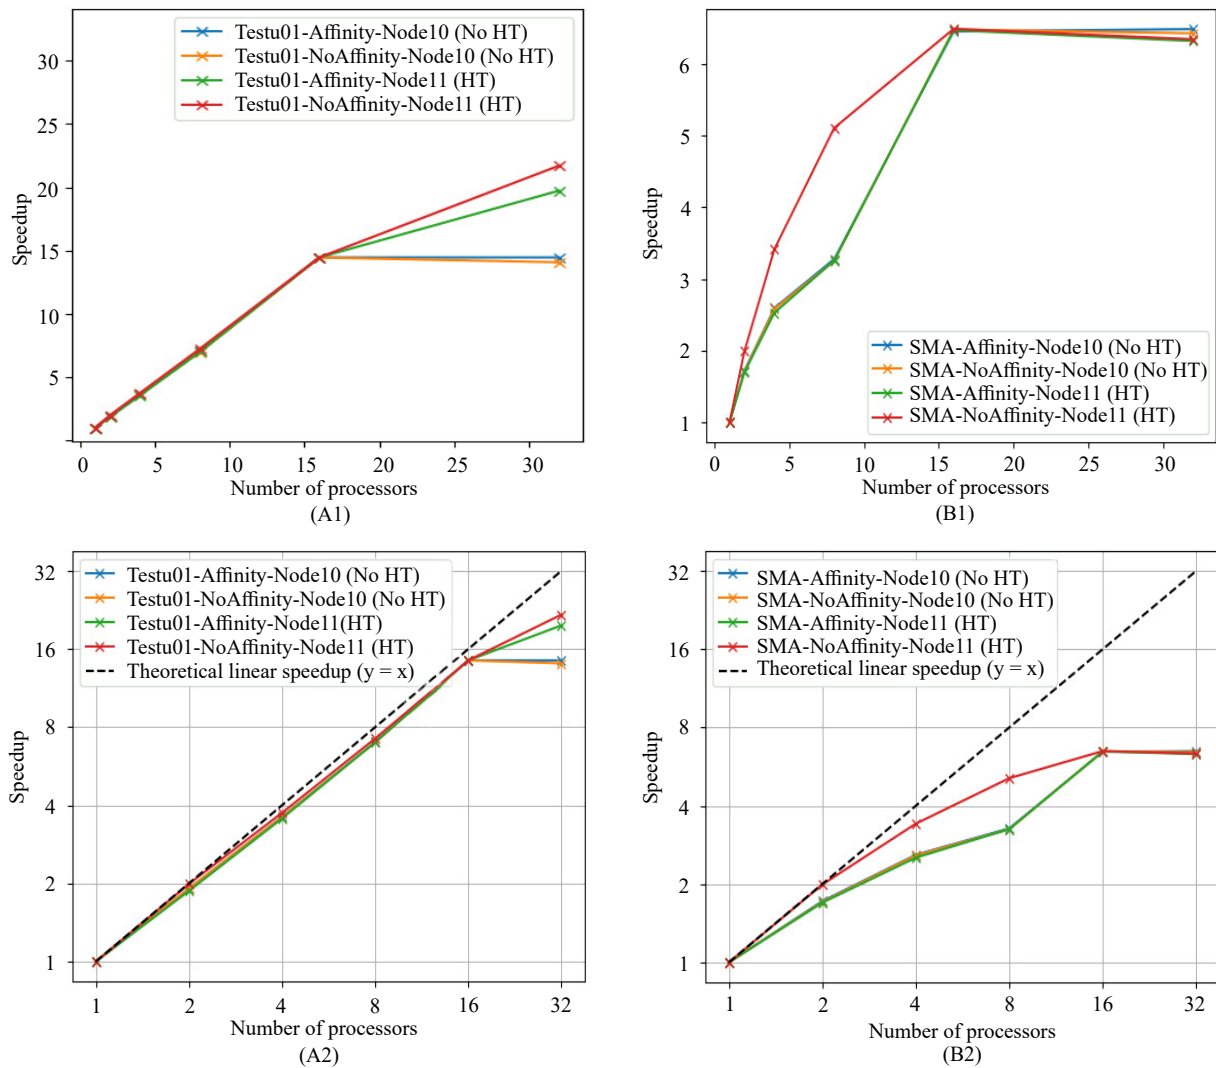 Testu01-Affinity-Node10 (No HT)
Testu01-NoAffinity-Node10 (No HT)
Testu01-Affinity-Node11 (HT)
Testu01-NoAffinity-Node11 (HT)
30
25
20
15
10
5
Speedup
0 5 10 15 20 25 30
Number of processors
(A1)
6
5
4
3
2
1
Speedup
SMA-Affinity-Node10 (No HT)
SMA-NoAffinity-Node10 (No HT)
SMA-Affinity-Node11 (HT)
SMA-NoAffinity-Node11 (HT)
0 5 10 15 20 25 30
Number of processors
(B1)
Testu01-Affinity-Node10 (No HT)
Testu01-NoAffinity-Node10 (No HT)
Testu01-Affinity-Node11(HT)
Testu01-NoAffinity-Node11 (HT)
Theoretical linear speedup (y = x)
32
16
8
4
2
1
Speedup
1 2 4 8 16 32
Number of processors
(A2)
SMA-Affinity-Node10 (No HT)
SMA-NoAffinity-Node10 (No HT)
SMA-Affinity-Node11 (HT)
SMA-NoAffinity-Node11 (HT)
Theoretical linear speedup (y = x)
32
16
8
4
2
1
Speedup
1 2 4 8 16 32
Number of processors
(B2)